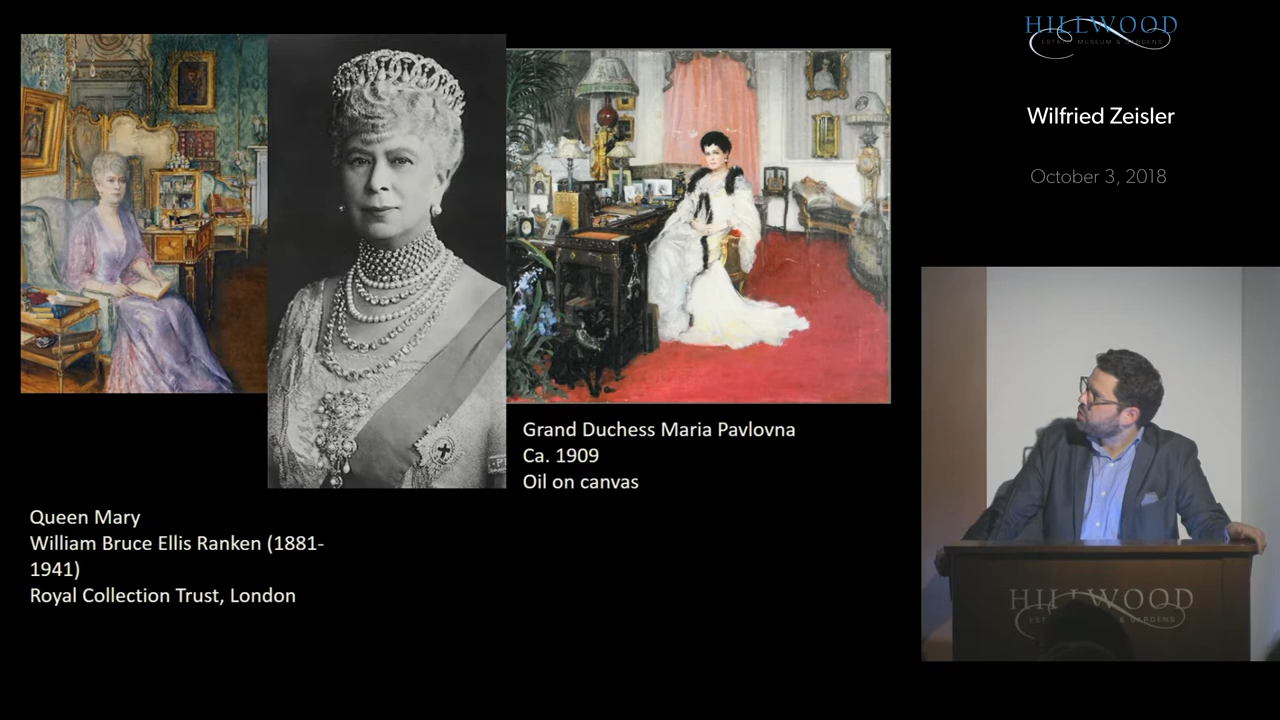 HILLWOOD
ESTATE MUSEUM & GARDENS
Wilfried Zeisler
October 3, 2018
Grand Duchess Maria Pavlovna
Ca. 1909
Oil on canvas
Queen Mary
William Bruce Ellis Ranken (1881-
1941)
Royal Collection Trust, London
HILLWOOD
& GARDENS